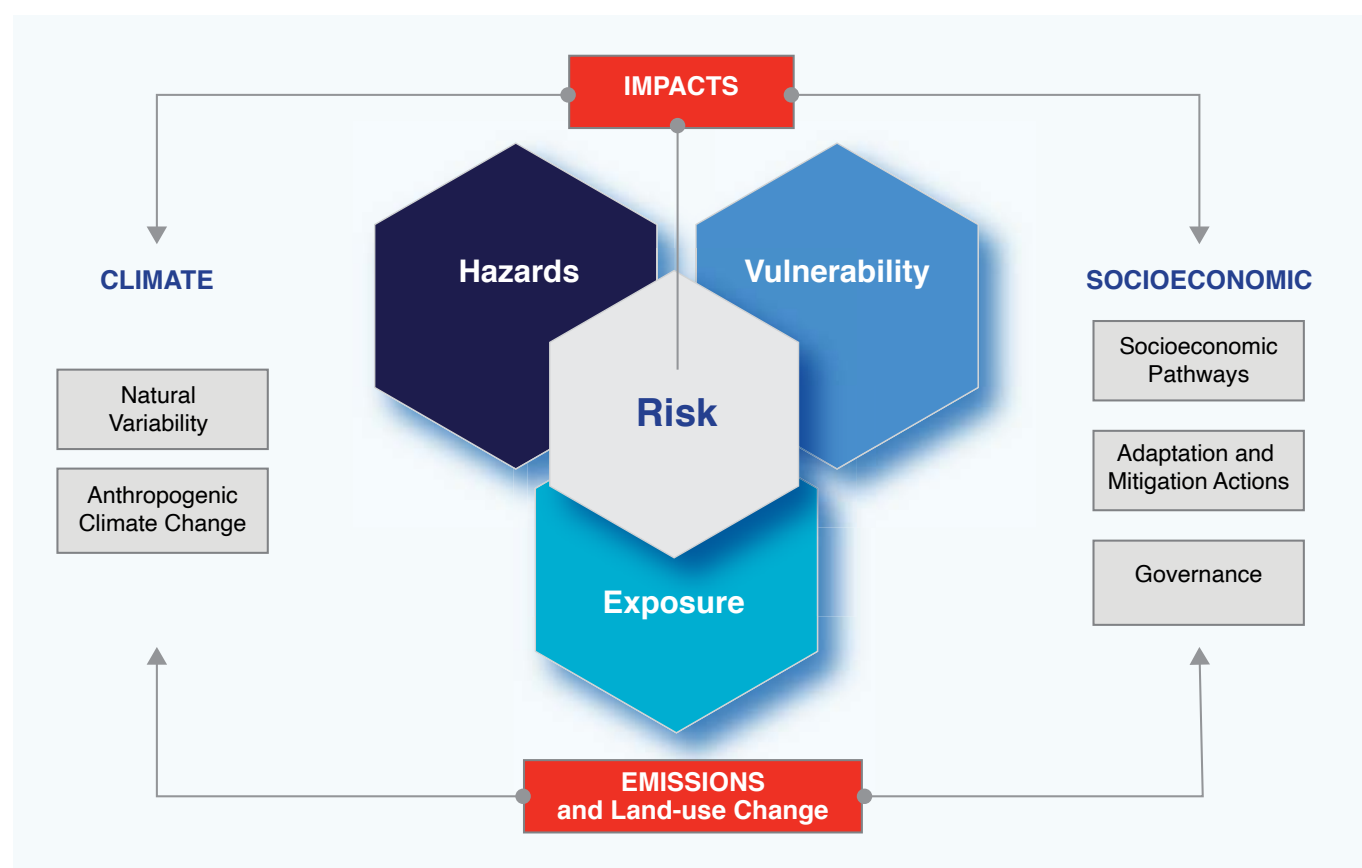 IMPACTS
Hazards
Vulnerability
Risk
Exposure
CLIMATE
Natural
Variability
Anthropogenic
Climate Change
SOCIOECONOMIC
Socioeconomic
Pathways
Adaptation and
Mitigation Actions
Governance
EMISSIONS
and Land-use Change